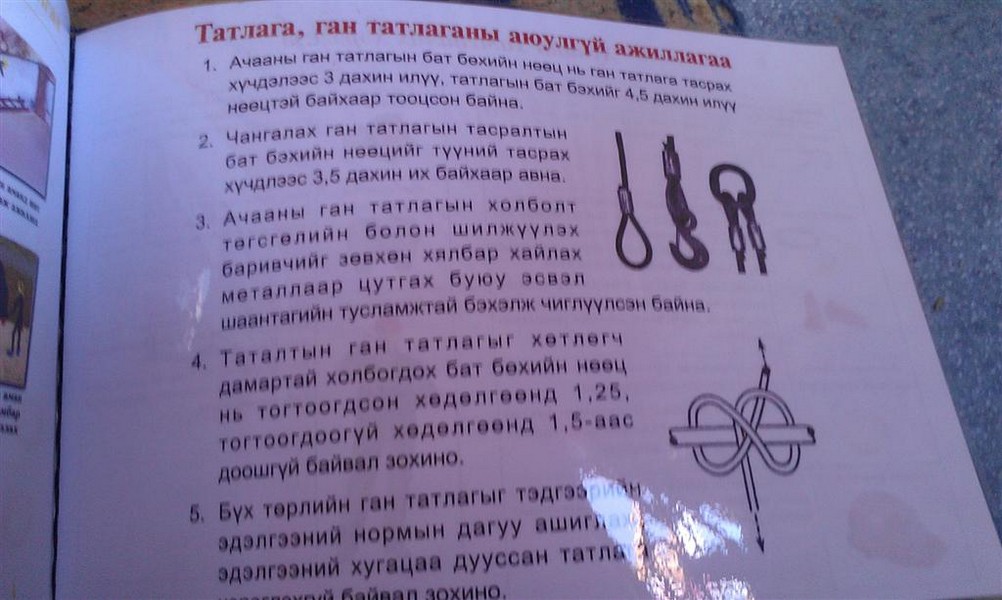 Татлага, ган татлаганы аюулгүй ажиллагаа
1. Ачааны ган татлагын бат бөхийн нөөц нь ган татлага тасрах
хүчдэлээс 3 дахин илүү, татлагын бат бэхийг 4,5 дахин илүү
нөөцтэй байхаар тооцсон байна.
2. Чангалах ган татлагын тасралтын
бат бэхийн нөөцийг түүний тасрах
хүчдлээс 3,5 дахин их байхаар авна.
3. Ачааны ган татлагын холболт
төгсгөлийн болон шилжүүлэх
баривчийг зөвхөн хялбар хайлах
металлаар цутгах буюу эсвэл
шаантагийн тусламжтай бэхэлж чиглүүлсэн байна.
4. Таталтын ган татлагыг хөтлөгч
дамартай холбогдох бат бөхийн нөөц
нь тогтоогдсон хөдөлгөөнд 1,25,
тогтоогдоогүй хөдөлгөөнд 1,5-аас
доошгүй байвал зохино.
5. Бүх төрлийн ган татлагыг тэдгээрийн
эдэлгээний нормын дагуу ашиглах
эдэлгээний хугацаа дууссан
байвал зохино.